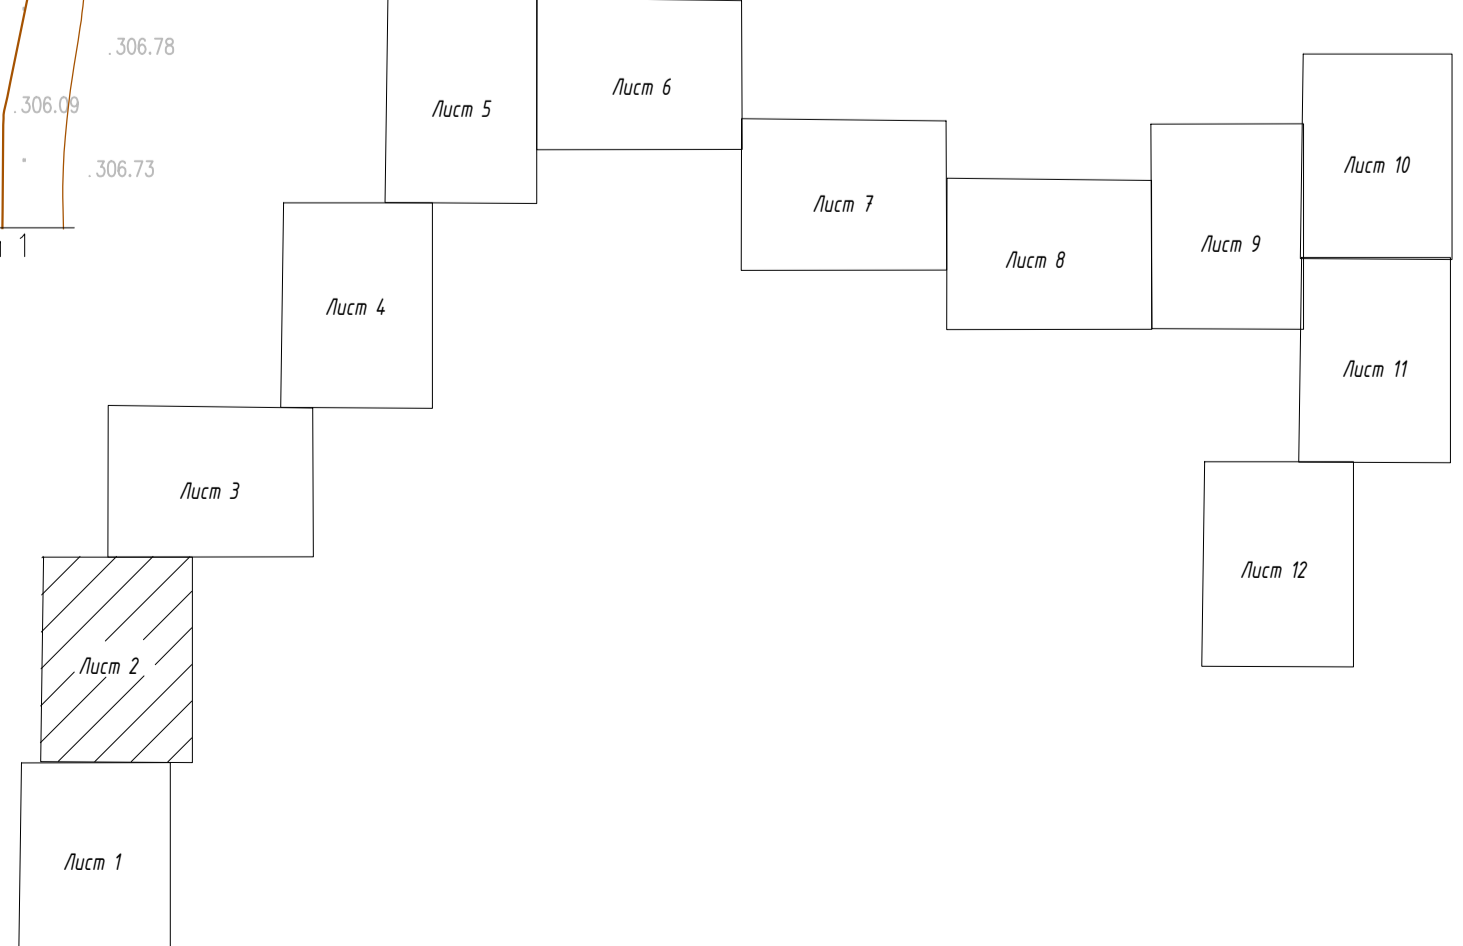 .306.78
.306.09
.306.73
1
Лист 5
Лист 6
Лист 7
Лист 8
Лист 9
Лист 10
Лист 11
Лист 12
Лист 4
Лист 3
Лист 2
Лист 1